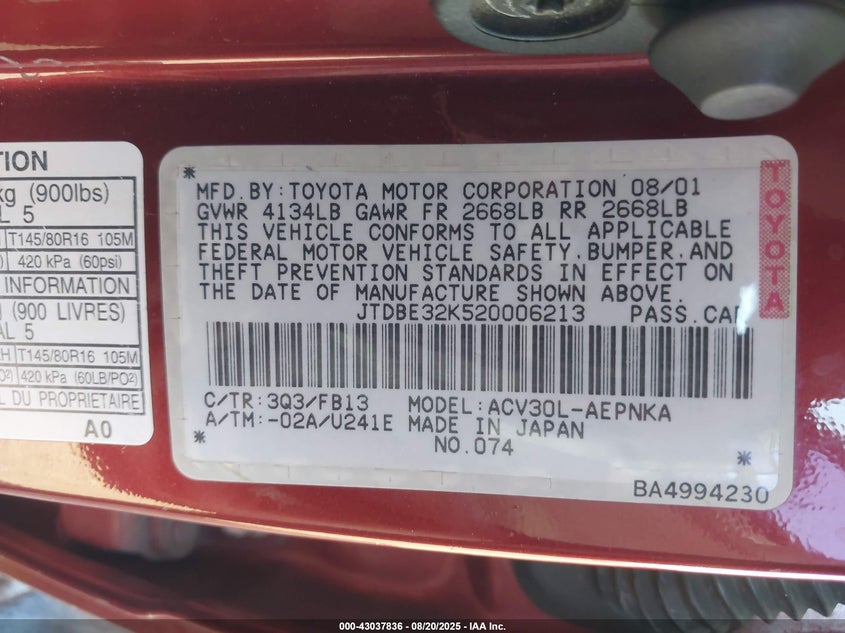 TION
kg (900lbs)
L 5
T145/80R16 105M
420 kPa (60psi)
INFORMATION
(900 LIVRES)
AL 5
H T145/80R16 105M
420 kPa (60LB/PO²)
L DU PROPRIETAIRE
A0
MFD.BY:TOYOTA MOTOR CORPORATION 08/01
GVWR 4134LB GAWR FR 2668LB RR 2668LB
THIS VEHICLE CONFORMS TO ALL APPLICABLE
FEDERAL MOTOR VEHICLE SAFETY,BUMPER,AND
THEFT PREVENTION STANDARDS IN EFFECT ON
THE DATE OF MANUFACTURE SHOWN ABOVE.
JTDBE32K520006213 PASS.CAR
C/TR:3Q3/FB13 MODEL:ACV30L-AEPNKA
A/TM:-02A/U241E MADE IN JAPAN
NO.074
BA4994230
TOYOTA
000-43037836 - 08/20/2025 - IAA Inc.